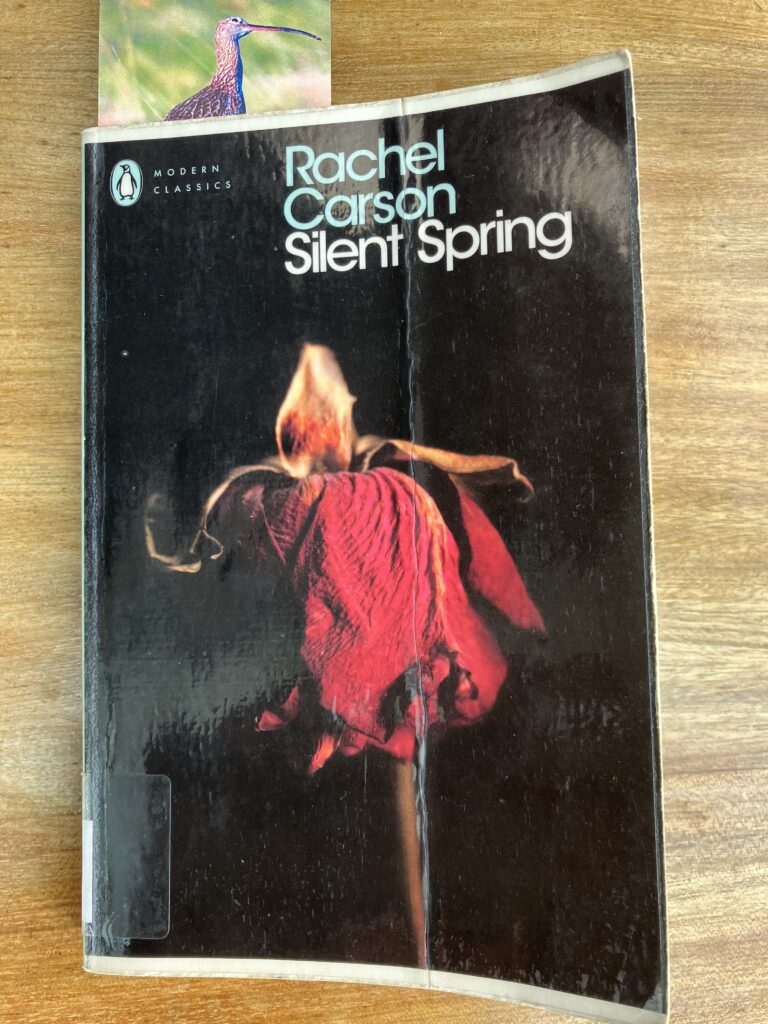 MODERN
CLASSICS
Rachel
Carson
Silent Spring